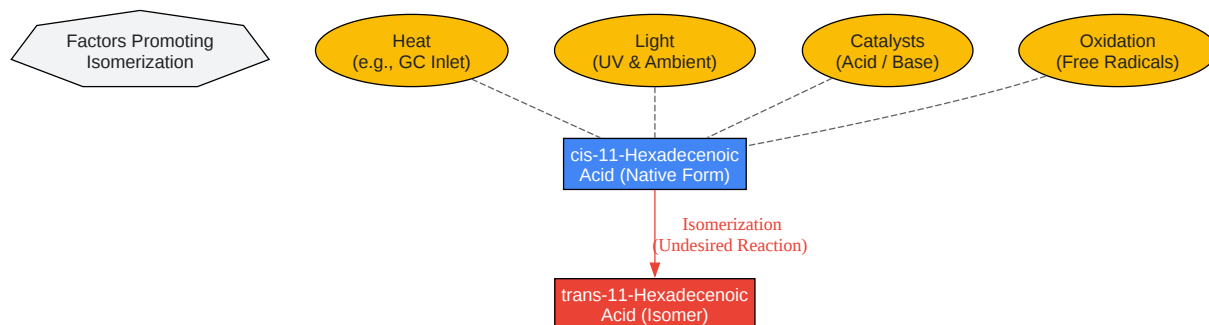 Factors Promoting
Isomerization
Heat
(e.g., GC Inlet)
Light
(UV & Ambient)
Catalysts
(Acid / Base)
Oxidation
(Free Radicals)
cis-11-Hexadecenoic
Acid (Native Form)
Isomerization
(Undesired Reaction)
trans-11-Hexadecenoic
Acid (Isomer)